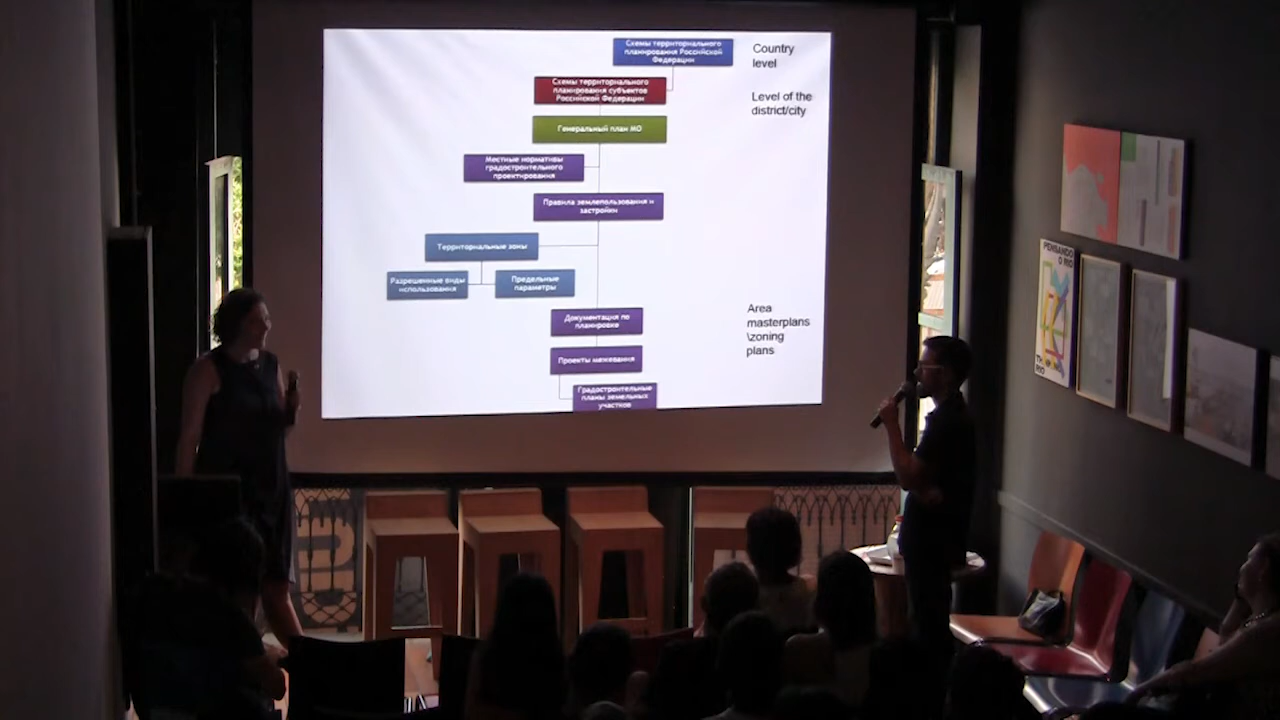 Схемы территориального
планирования Российской
Федерации
Country
level
Схемы территориального
планирования субъектов
Российской Федерации
Level of the
district/city
Генеральный план МО
Местные нормативы
градостроительного
проектирования
Правила землепользования и
застройки
Территориальные зоны
Разрешенные виды
использования
Предельные
параметры
Документация по
планировке
Area
masterplans
\zoning
plans
Проекты межевания
Градостроительные
планы земельных
участков
PENSANDO
O RIO